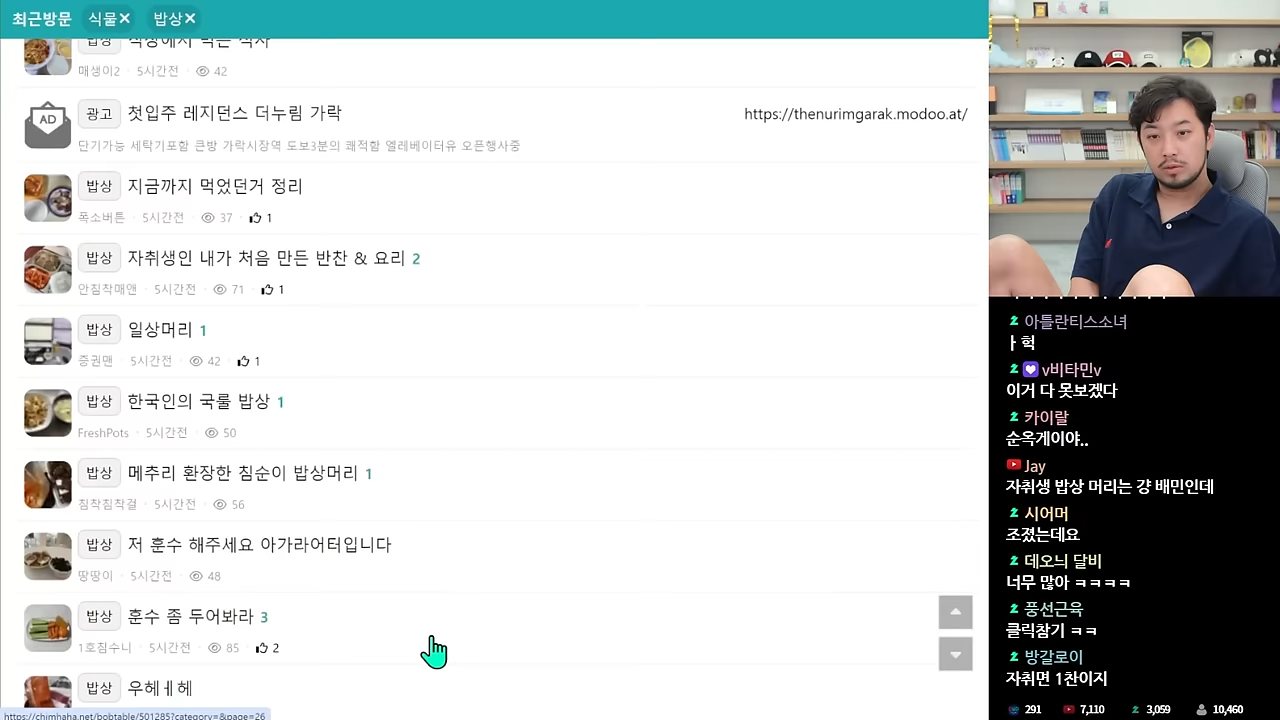 최근방문 식물✕ 밥상✕
밥상 직장에서 먹는 식사
매생이2 · 5시간전 · 42
AD 광고 첫입주 레지던스 더누림 가락 https://thenurimgarak.modoo.at/
단기가능 세탁기포함 큰방 가락시장역 도보3분의 쾌적함 엘레베이터유 오픈행사중
밥상 지금까지 먹었던거 정리
폭소버튼 · 5시간전 · 37 · 1
밥상 자취생인 내가 처음 만든 반찬 & 요리 2
안침착매앤 · 5시간전 · 71 · 1
밥상 일상머리 1
증권맨 · 5시간전 · 42 · 1
밥상 한국인의 국룰 밥상 1
FreshPots · 5시간전 · 50
밥상 메추리 환장한 침순이 밥상머리 1
침착침착걸 · 5시간전 · 56
밥상 저 훈수 해주세요 아가라어터입니다
땅땅이 · 5시간전 · 48
밥상 훈수 좀 두어봐라 3
1호침수니 · 5시간전 · 85 · 2
밥상 우헤ㅔ헤
https://chimhaha.net/bobtable/501285?category=&page=26
아틀란티스소녀
ㅏ헉
v비타민v
이거 다 못보겠다
카이랄
순옥게이야..
Jay
자취생 밥상 머리는 걍 배민인데
시어머
조졌는데요
데오늬 달비
너무 많아 ㅋㅋㅋㅋ
풍선근육
클릭참기 ㅋㅋ
방갈로이
자취면 1찬이지
291 7,110 3,059 10,460